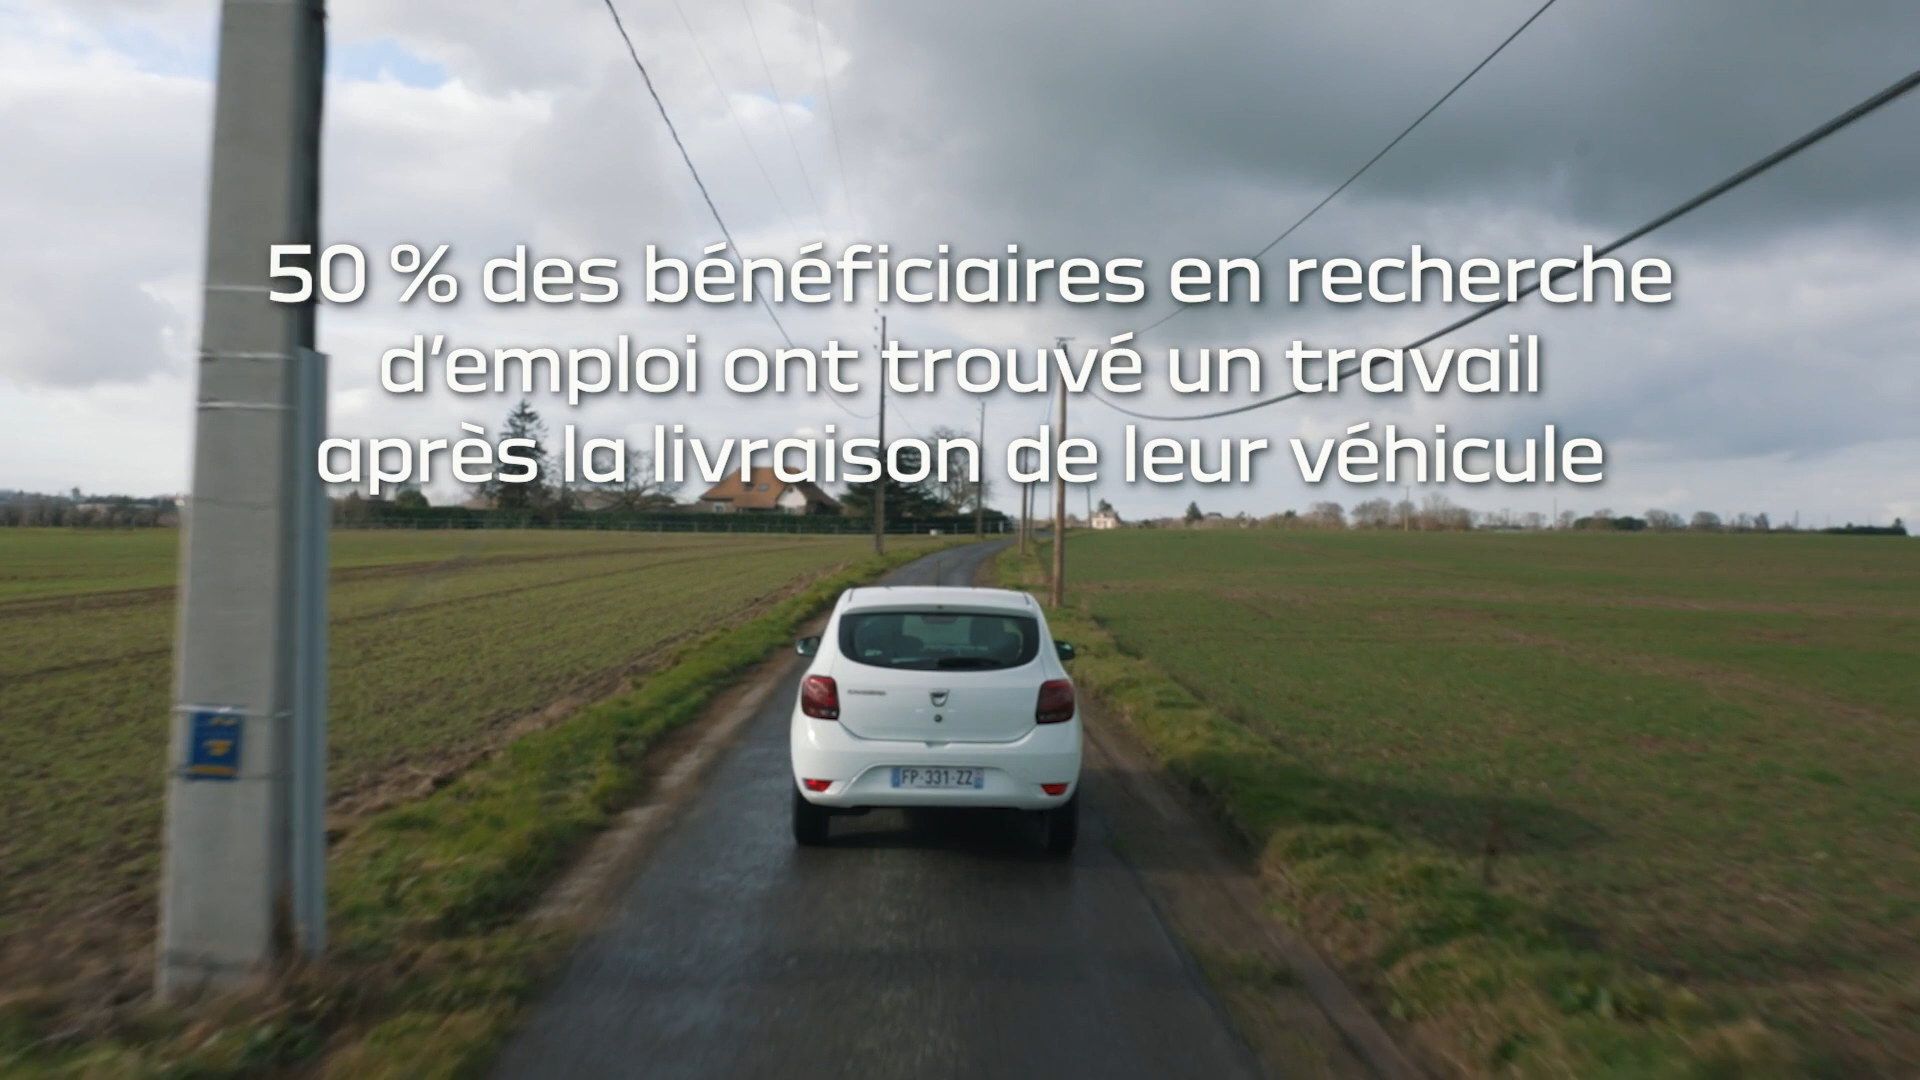 50 % des bénéficiaires en recherche
d’emploi ont trouvé un travail
après la livraison de leur véhicule
FP-331-ZZ